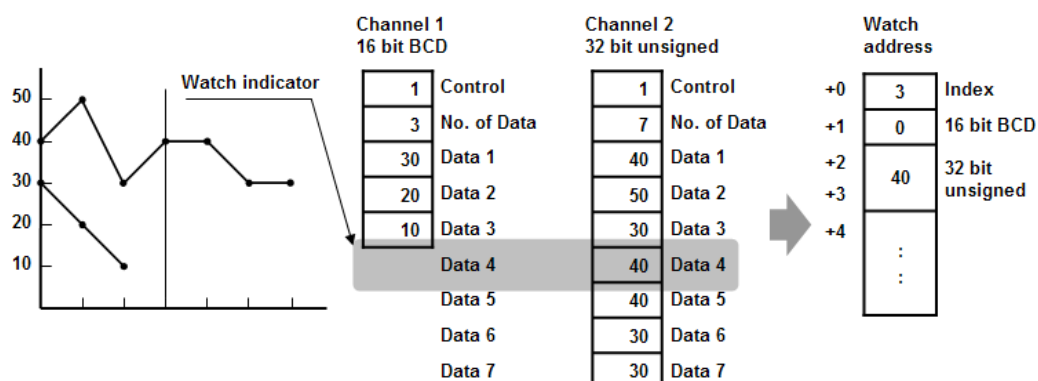 50
40
30
20
10
Watch indicator
Channel 1
16 bit BCD
1 Control
3 No. of Data
30 Data 1
20 Data 2
10 Data 3
Data 4
Data 5
Data 6
Data 7
Channel 2
32 bit unsigned
1 Control
7 No. of Data
40 Data 1
50 Data 2
30 Data 3
40 Data 4
40 Data 5
30 Data 6
30 Data 7
Watch
address
+0 3 Index
+1 0 16 bit BCD
+2
+3
40
32 bit
unsigned
+4
:
: